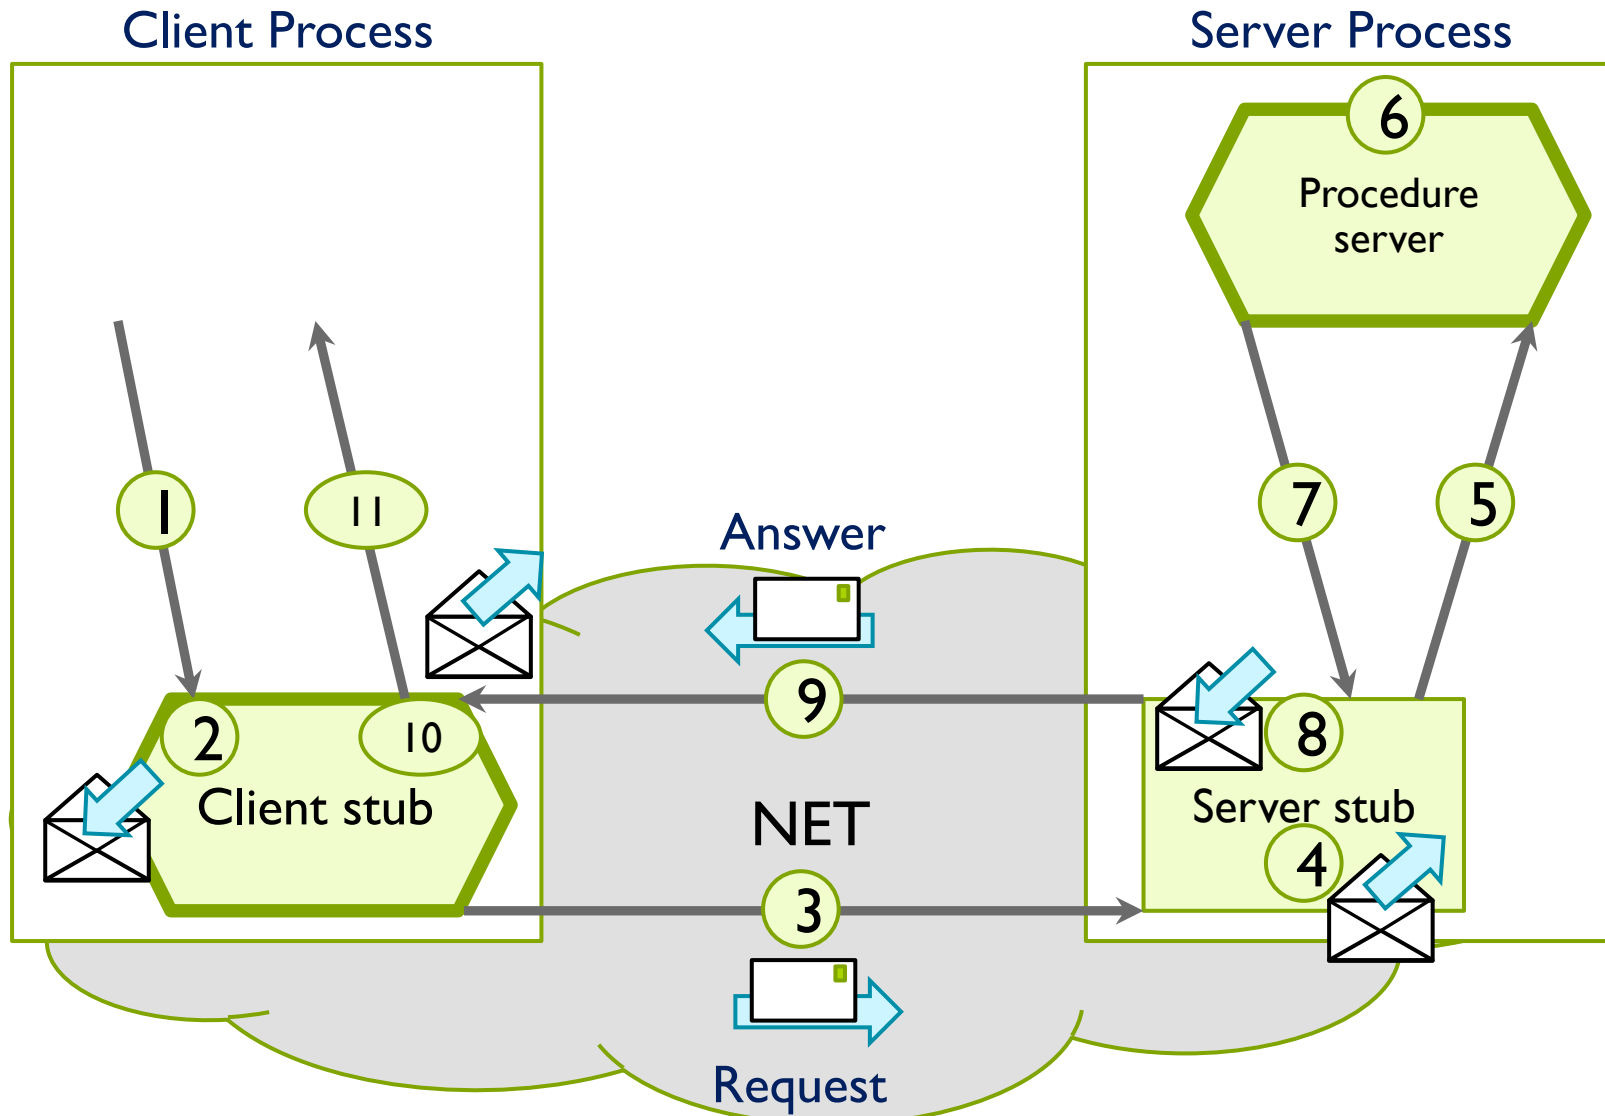 Client Process
Server Process
6
Procedure
server
1
11
7
5
Answer
9
2
10
8
Client stub
NET
Server stub
4
3
Request